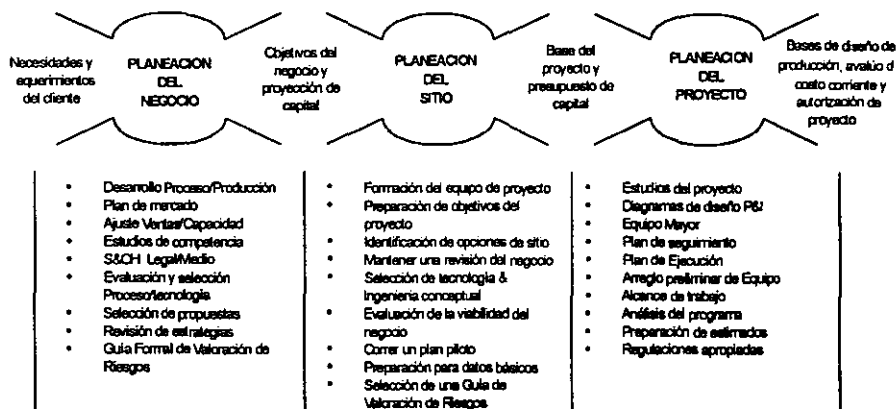 Necesidades y
equerimientos
del cliente
PLANEACION
DEL
NEGOCIO
Objetivos del
negocio y
proyección de
capital
PLANEACION
DEL
SITIO
Base del
proyecto y
presupuesto de
capital
PLANEACION
DEL
PROYECTO
Bases de diseño de
producción, avalúo d
costo corriente y
autorización de
proyecto
• Desarrollo Proceso/Producción
• Plan de mercado
• Ajuste Ventas/Capacidad
• Estudios de competencia
• S&CH Legal/Medio
• Evaluación y selección
Proceso/tecnología
• Selección de propuestas
• Revisión de estrategias
• Guía Formal de Valoración de
Riesgos
• Formación del equipo de proyecto
• Preparación de objetivos del
proyecto
• Identificación de opciones de sitio
• Mantener una revisión del negocio
• Selección de tecnología &
Ingeniería conceptual
• Evaluación de la viabilidad del
negocio
• Correr un plan piloto
• Preparación para datos básicos
• Selección de una Guía de
Valoración de Riesgos
• Estudios del proyecto
• Diagramas de diseño P&I
• Equipo Mayor
• Plan de seguimiento
• Plan de Ejecución
• Arreglo preliminar de Equipo
• Alcance de trabajo
• Análisis del programa
• Preparación de estimados
• Regulaciones apropiadas